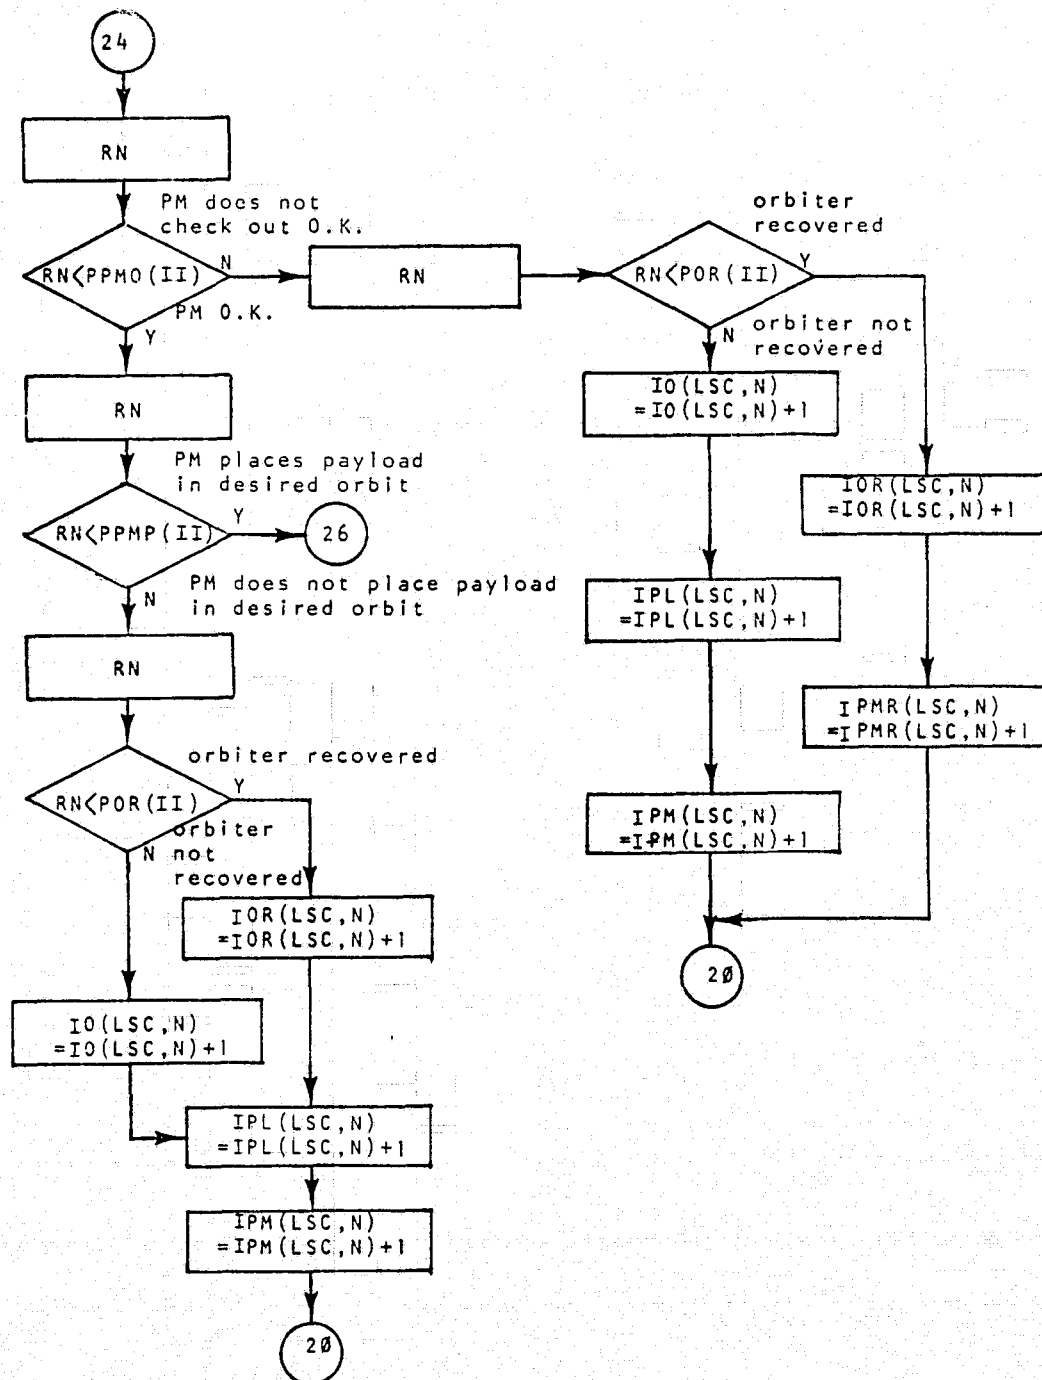 24
RN
PM does not
check out O.K.
RN<PPMO(II)
N
PM O.K.
Y
RN
orbiter
recovered
RN<POR(II)
Y
N
orbiter not
recovered
IO(LSC,N)
=IO(LSC,N)+1
IOR(LSC,N)
=IOR(LSC,N)+1
IPL(LSC,N)
=IPL(LSC,N)+1
IPMR(LSC,N)
=IPMR(LSC,N)+1
IPM(LSC,N)
=IPM(LSC,N)+1
20
RN
PM places payload
in desired orbit
RN<PPMP(II)
Y
26
N
PM does not place payload
in desired orbit
RN
orbiter recovered
RN<POR(II)
Y
N
orbiter
not
recovered
IOR(LSC,N)
=IOR(LSC,N)+1
IO(LSC,N)
=IO(LSC,N)+1
IPL(LSC,N)
=IPL(LSC,N)+1
IPM(LSC,N)
=IPM(LSC,N)+1
20